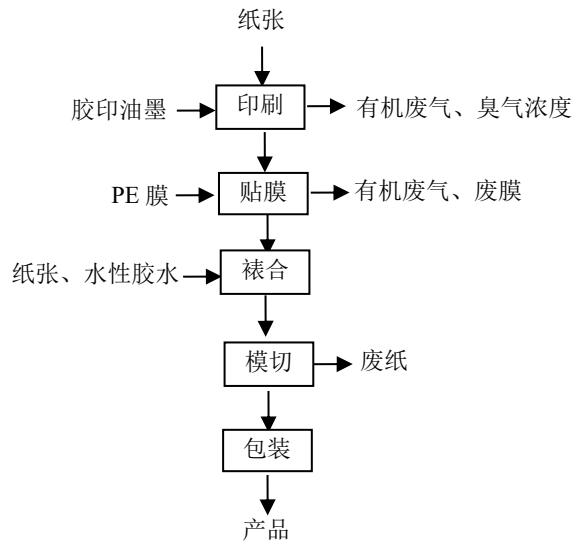 纸张
胶印油墨 印刷 有机废气、臭气浓度
PE 膜 贴膜 有机废气、废膜
纸张、水性胶水 裱合
模切 废纸
包装
产品